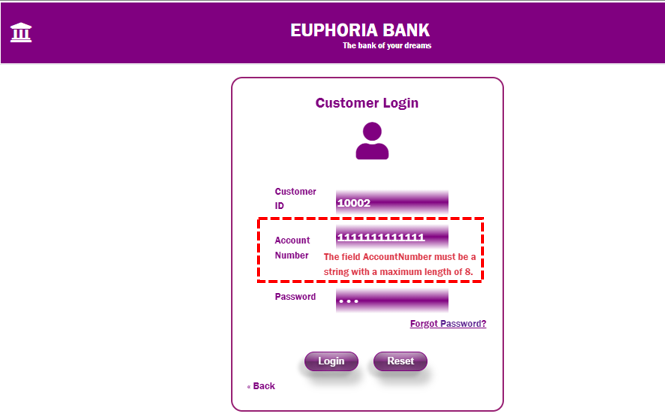 EUPHORIA BANK
The bank of your dreams
Customer Login
Customer
ID
10002
Account
Number
1111111111111
The field AccountNumber must be a
string with a maximum length of 8.
Password
•••
Forgot Password?
Login
Reset
Back